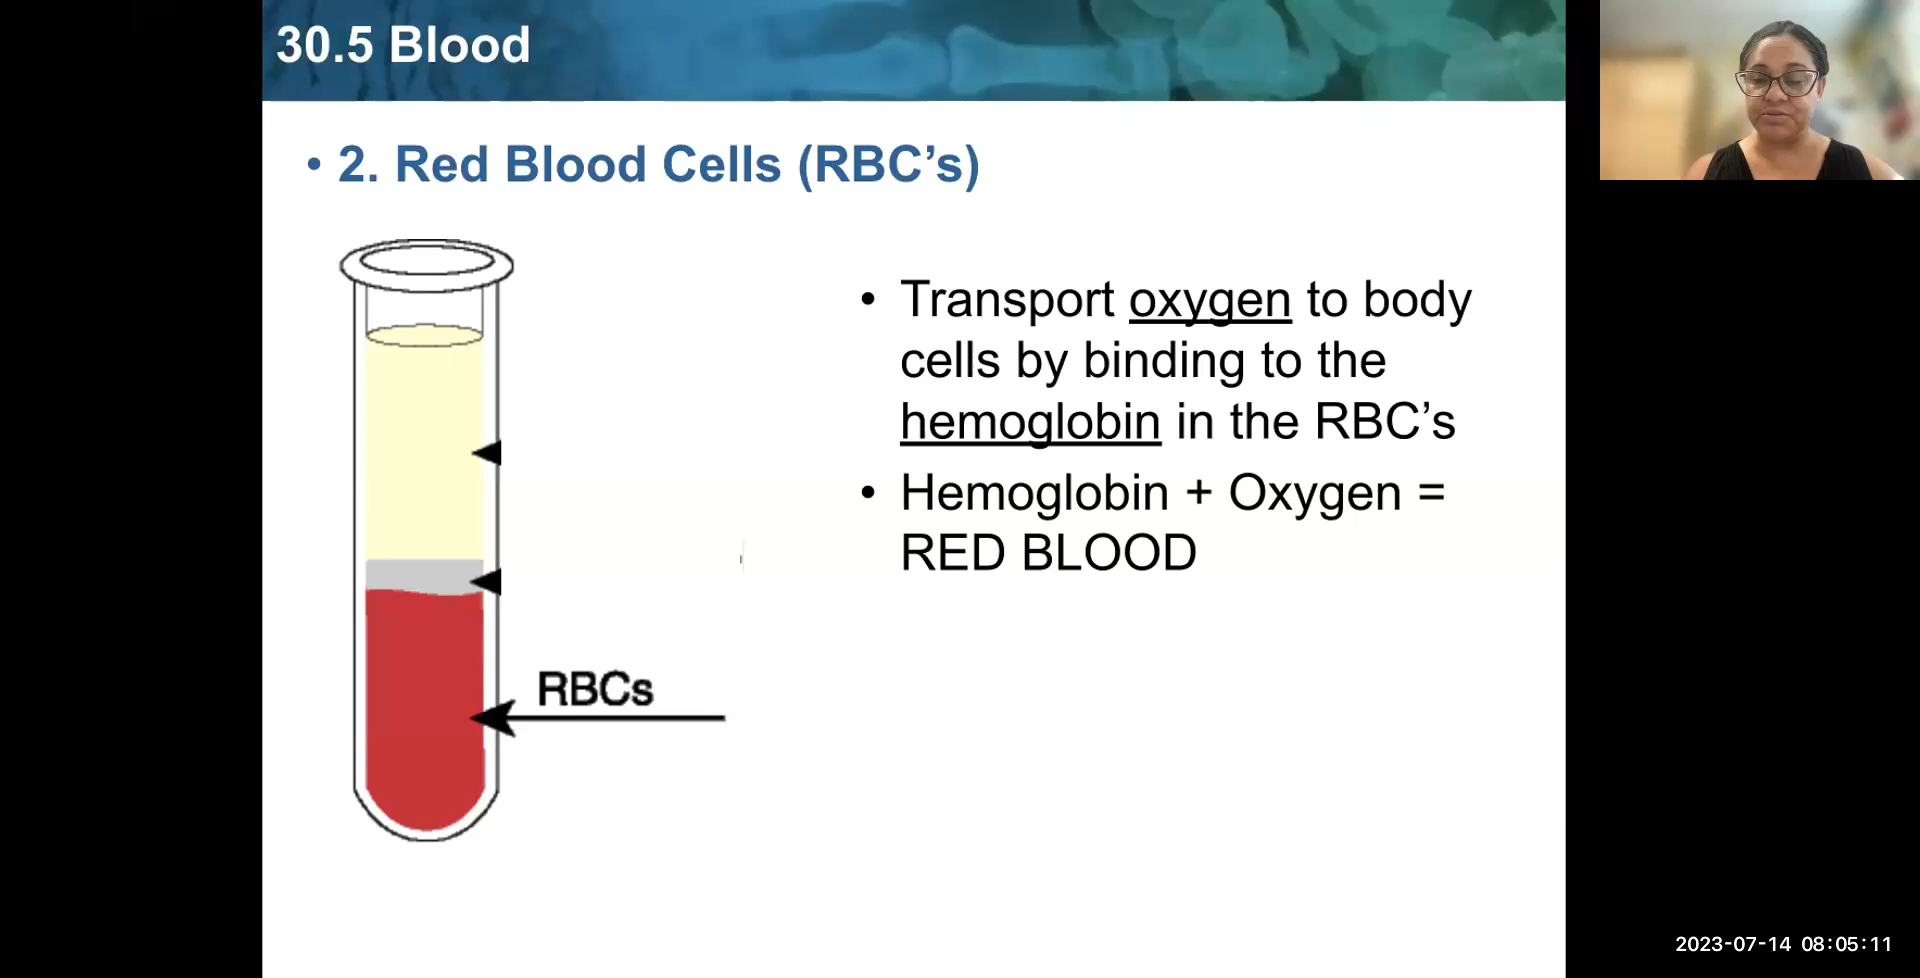 30.5 Blood
• 2. Red Blood Cells (RBC’s)
• Transport oxygen to body
cells by binding to the
hemoglobin in the RBC’s
• Hemoglobin + Oxygen =
RED BLOOD
RBCs
2023-07-14 08:05:11